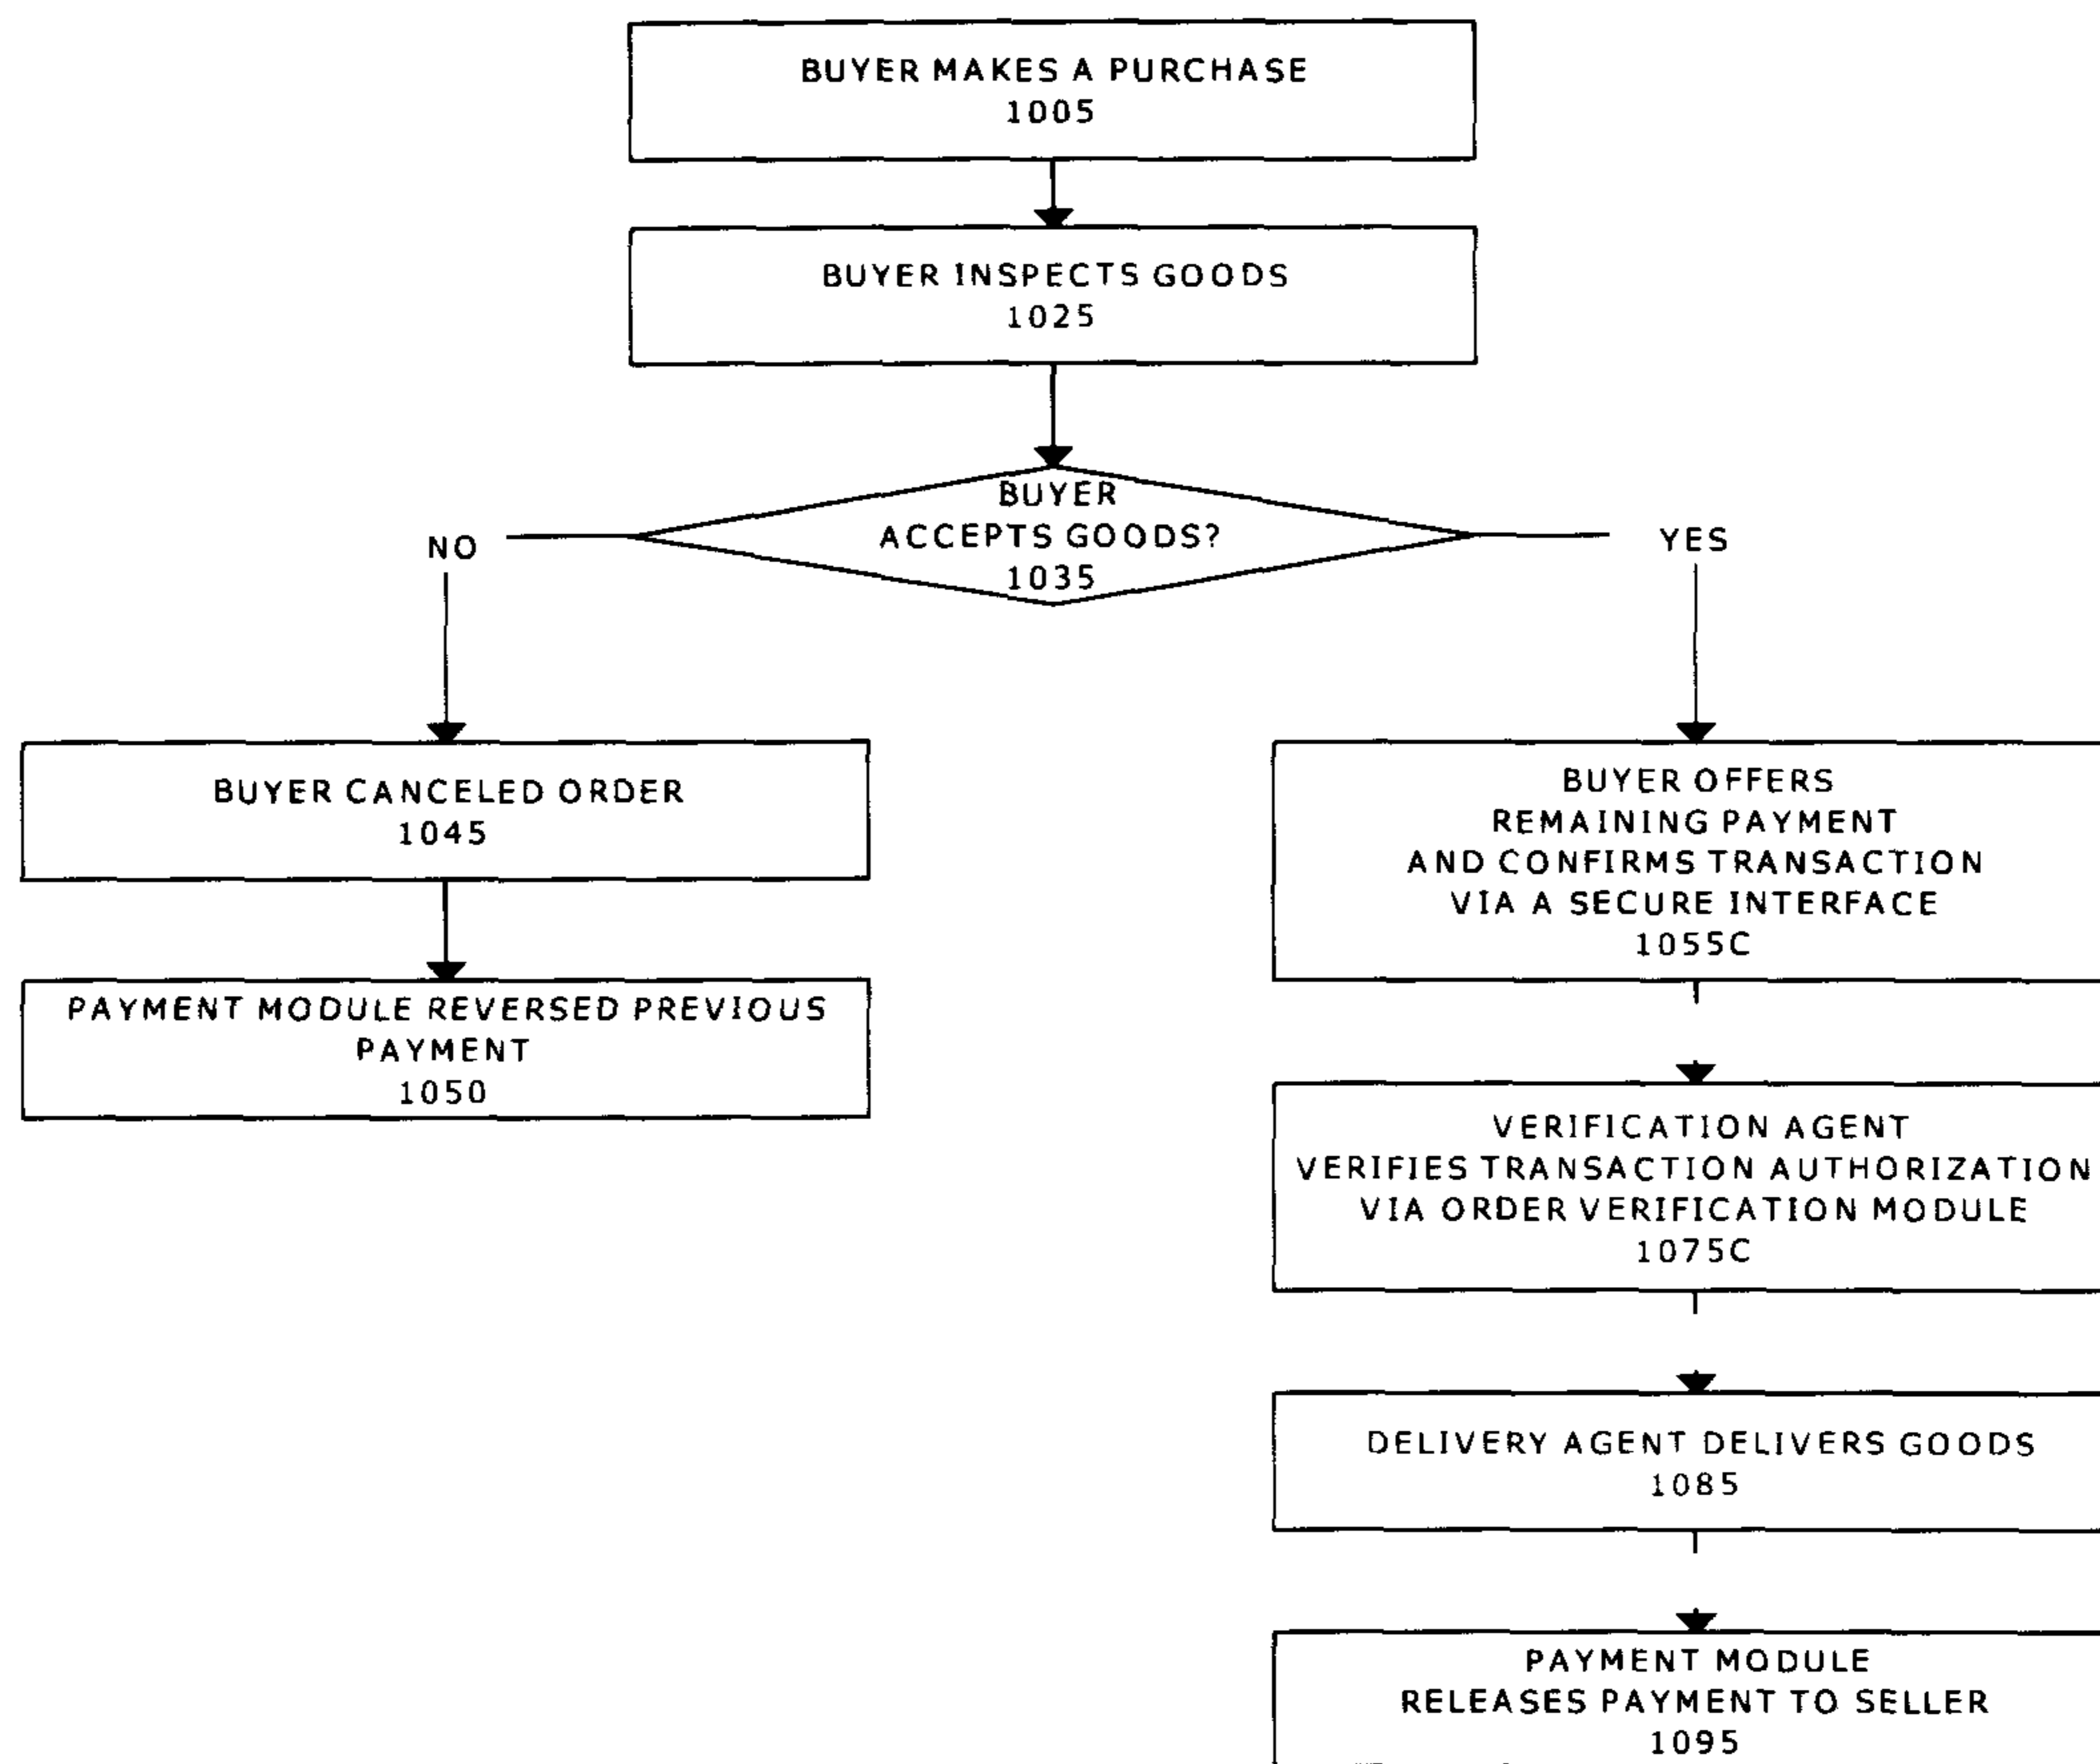 BUYER MAKES A PURCHASE
1005
BUYER INSPECTS GOODS
1025
BUYER
ACCEPTS GOODS?
1035
NO
YES
BUYER CANCELED ORDER
1045
PAYMENT MODULE REVERSED PREVIOUS
PAYMENT
1050
BUYER OFFERS
REMAINING PAYMENT
AND CONFIRMS TRANSACTION
VIA A SECURE INTERFACE
1055C
VERIFICATION AGENT
VERIFIES TRANSACTION AUTHORIZATION
VIA ORDER VERIFICATION MODULE
1075C
DELIVERY AGENT DELIVERS GOODS
1085
PAYMENT MODULE
RELEASES PAYMENT TO SELLER
1095